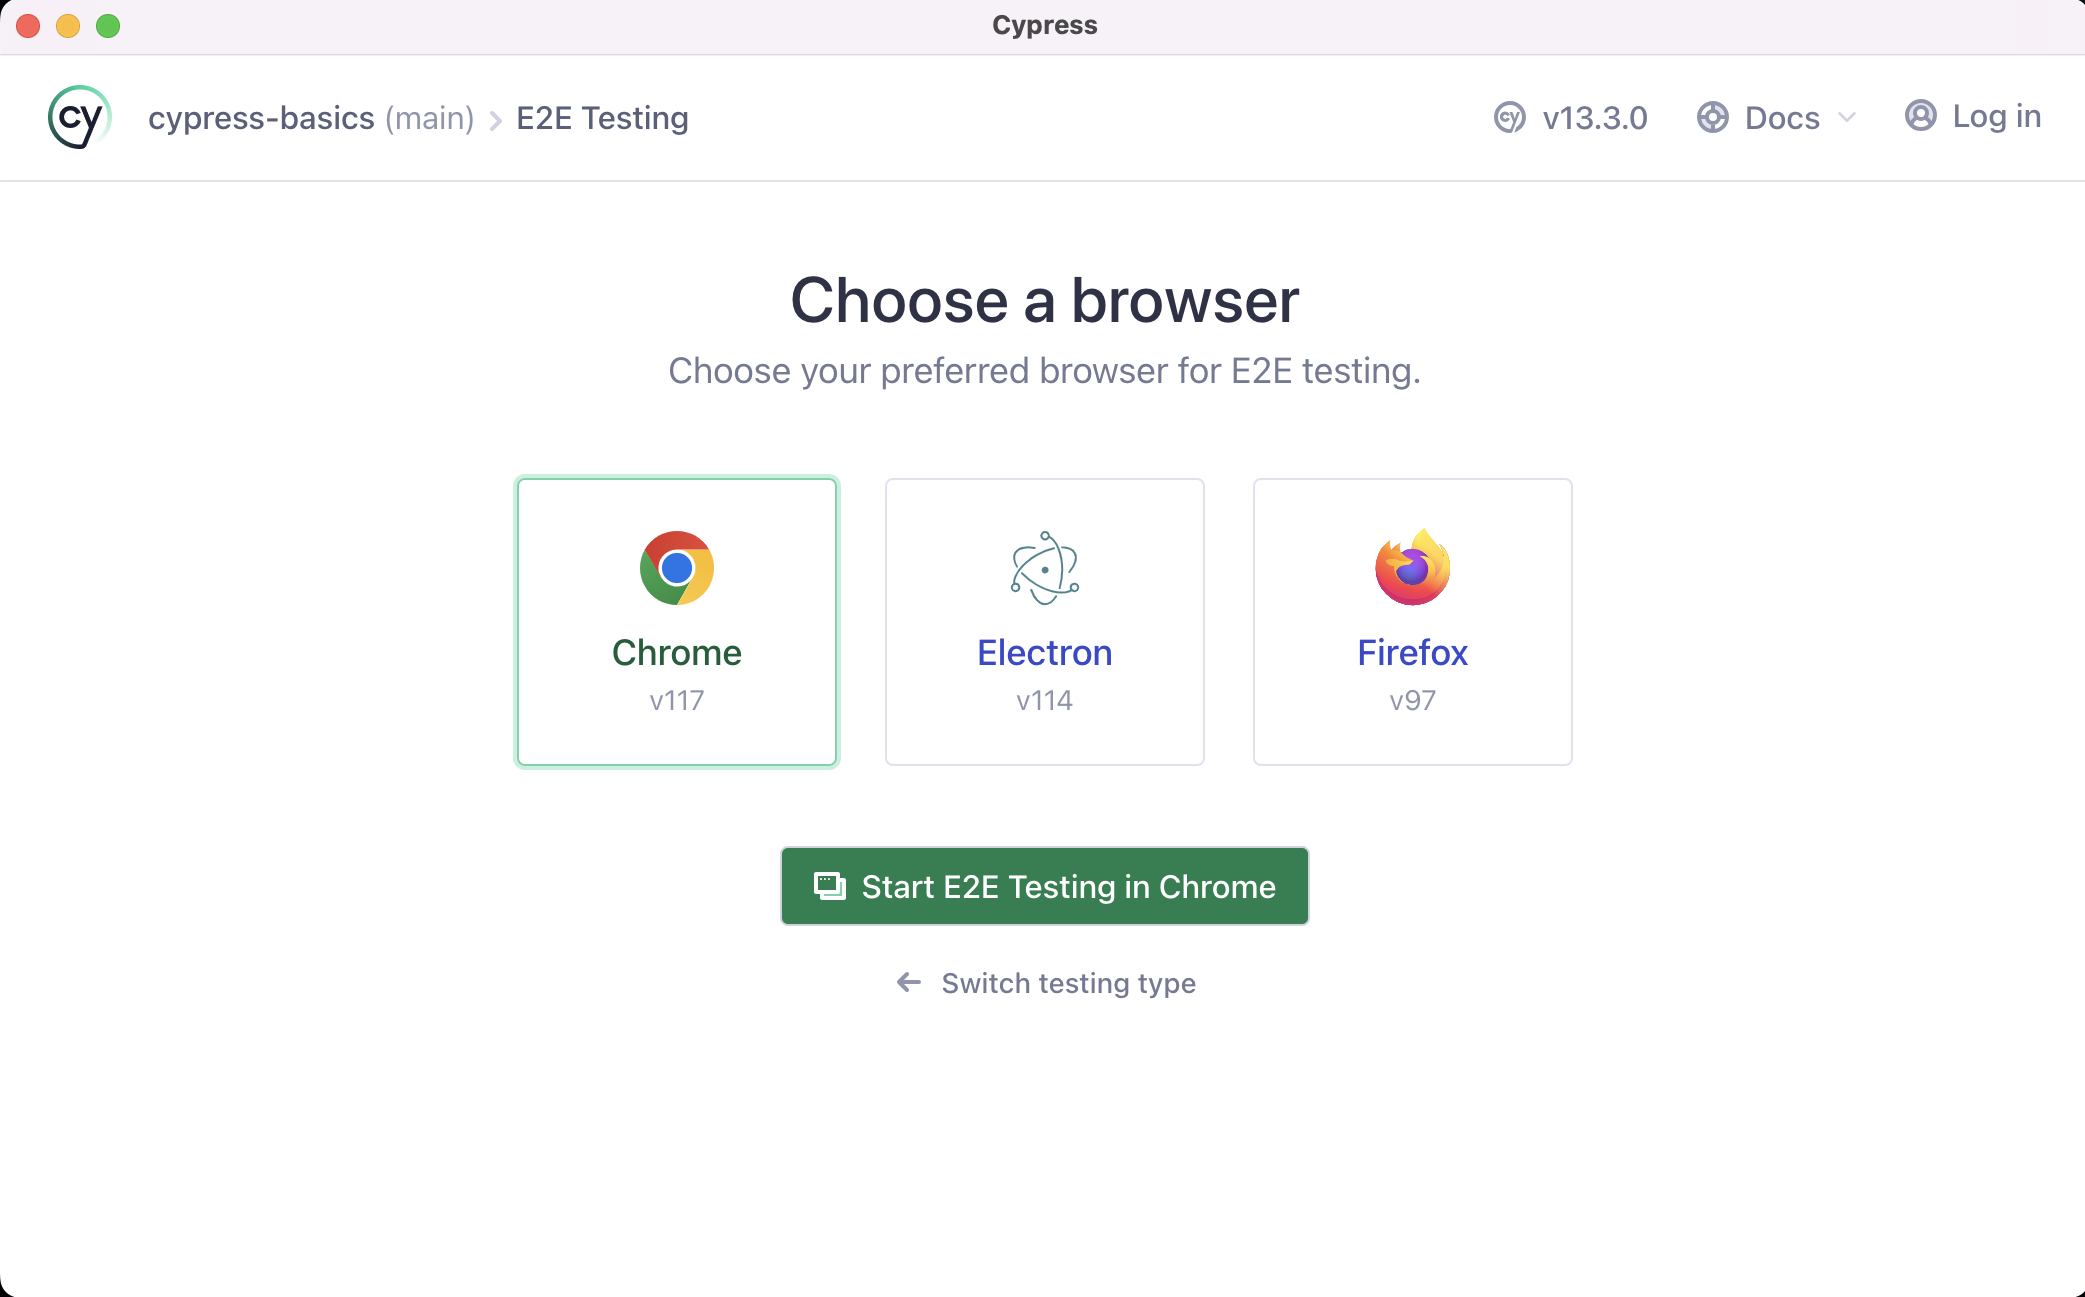 Cypress
cy cypress-basics (main) E2E Testing
cy v13.3.0 Docs Log in
Choose a browser
Choose your preferred browser for E2E testing.
Chrome
v117
Electron
v114
Firefox
v97
Start E2E Testing in Chrome
Switch testing type